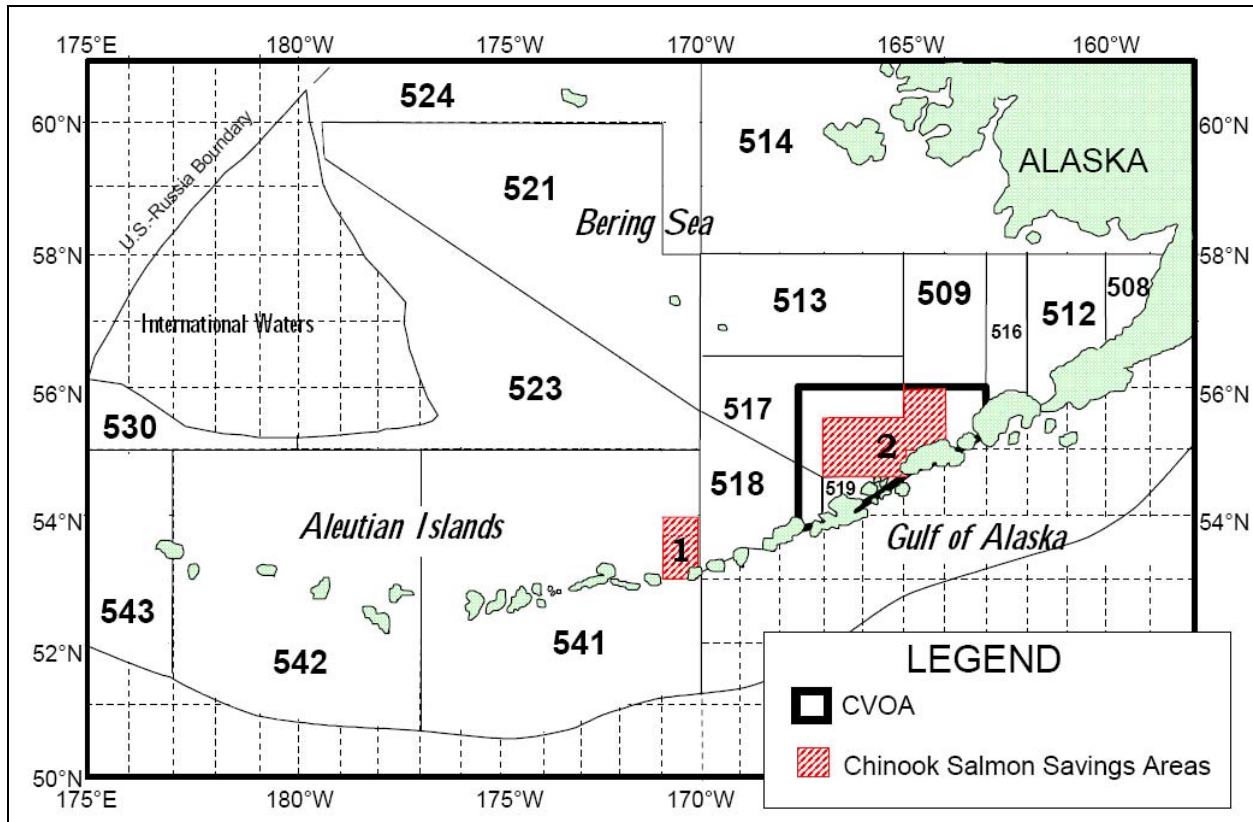 175°E 180°W 175°W 170°W 165°W 160°W
60°N 60°N
524
514
ALASKA
U.S.-Russia Boundary
521
Bering Sea
58°N 58°N
513 509 508
516 512
International Waters
56°N 56°N
523
517
530
2
518 519
54°N 54°N
Aleutian Islands
Gulf of Alaska
1
543
541
542
52°N 52°N
LEGEND
CVOA
Chinook Salmon Savings Areas
50°N
175°E 180°W 175°W 170°W